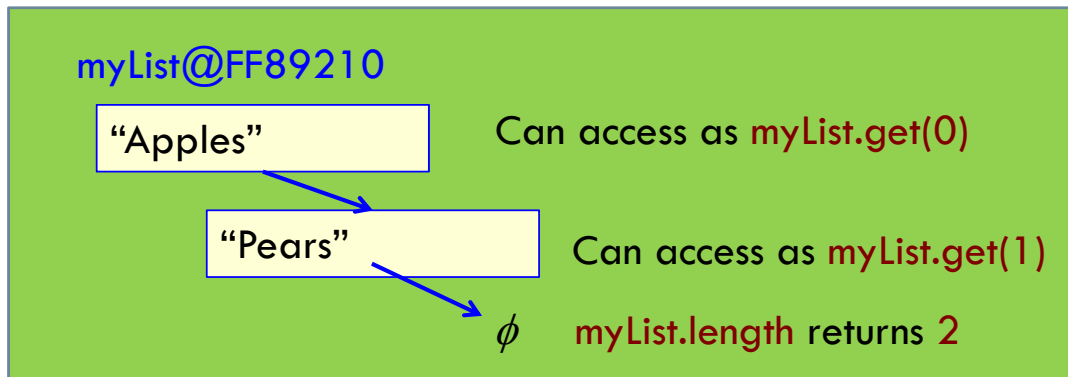 myList@FF89210
“Apples” Can access as myList.get(0)
“Pears” Can access as myList.get(1)
ϕ myList.length returns 2